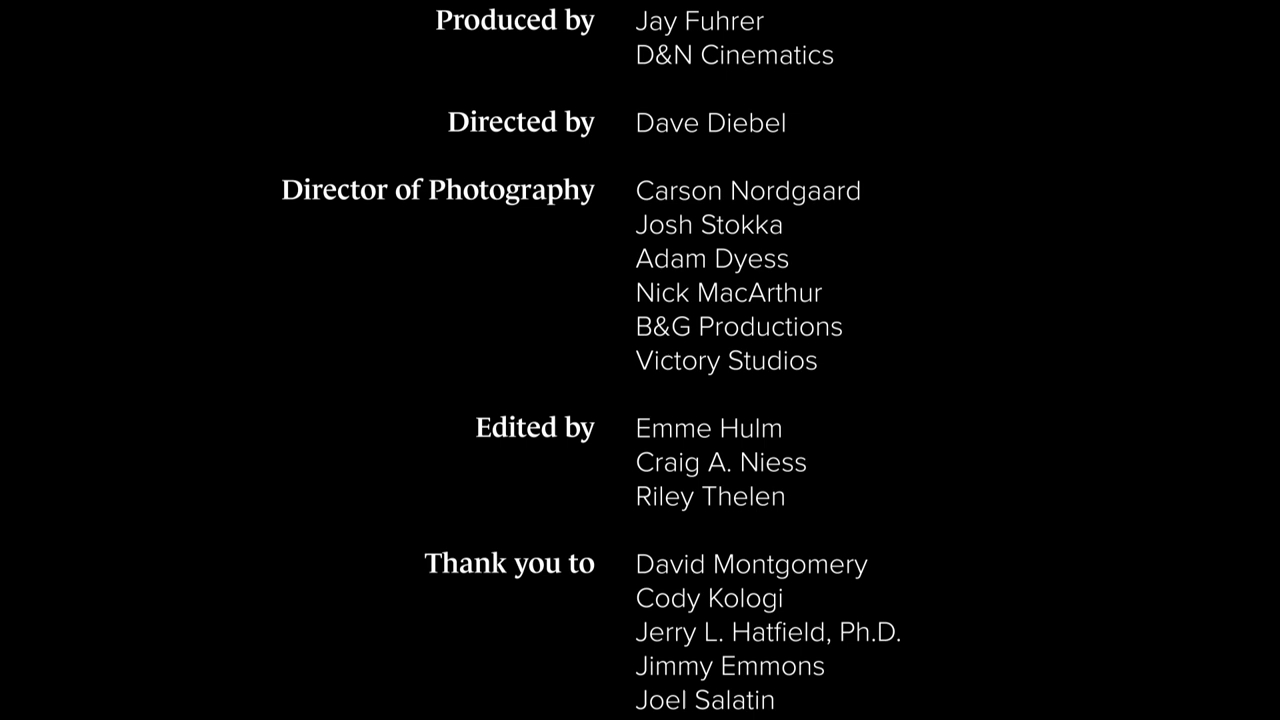 Produced by Jay Fuhrer
D&N Cinematics
Directed by Dave Diebel
Director of Photography Carson Nordgaard
Josh Stokka
Adam Dyess
Nick MacArthur
B&G Productions
Victory Studios
Edited by Emme Hulm
Craig A. Niess
Riley Thelen
Thank you to David Montgomery
Cody Kologi
Jerry L. Hatfield, Ph.D.
Jimmy Emmons
Joel Salatin